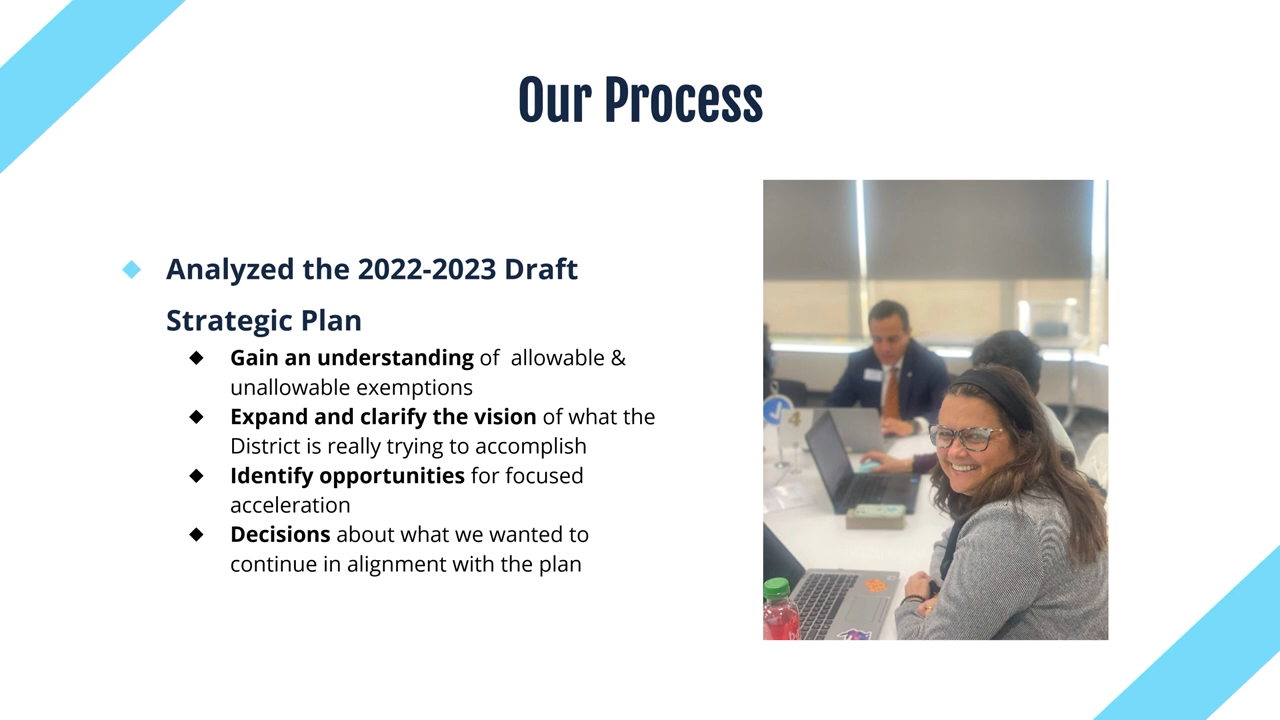 Our Process
Analyzed the 2022-2023 Draft
Strategic Plan
Gain an understanding of  allowable &
unallowable exemptions
Expand and clarify the vision of what the
District is really trying to accomplish
Identify opportunities for focused
acceleration
Decisions about what we wanted to
continue in alignment with the plan
4